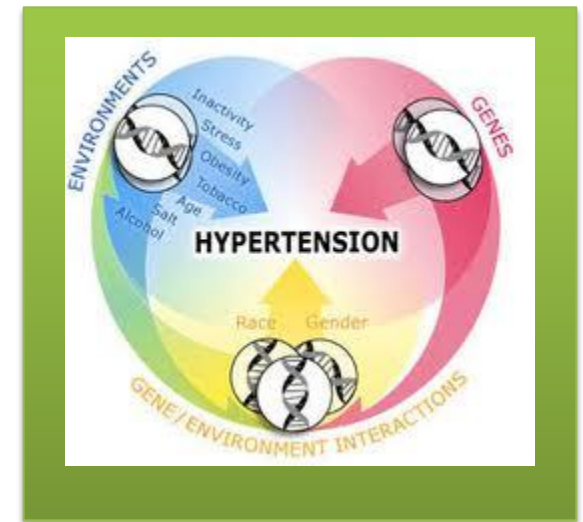 ENVIRONMENTS
GENES
Inactivity
Stress
Obesity
Tobacco
Age
Salt
Alcohol
HYPERTENSION
Race Gender
GENE/ENVIRONMENT INTERACTIONS